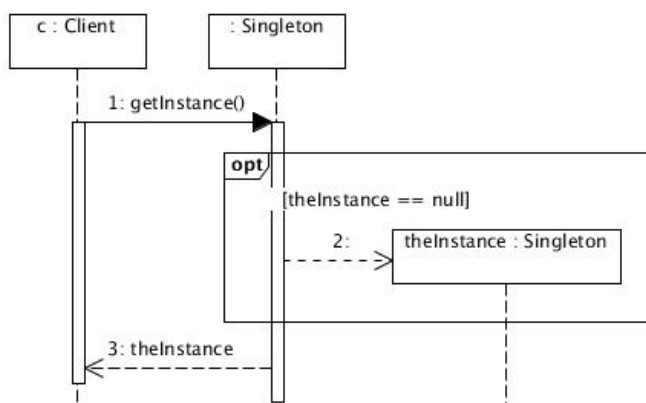 c : Client
: Singleton
1: getInstance()
opt
[theInstance == null]
2:
theInstance : Singleton
3: theInstance